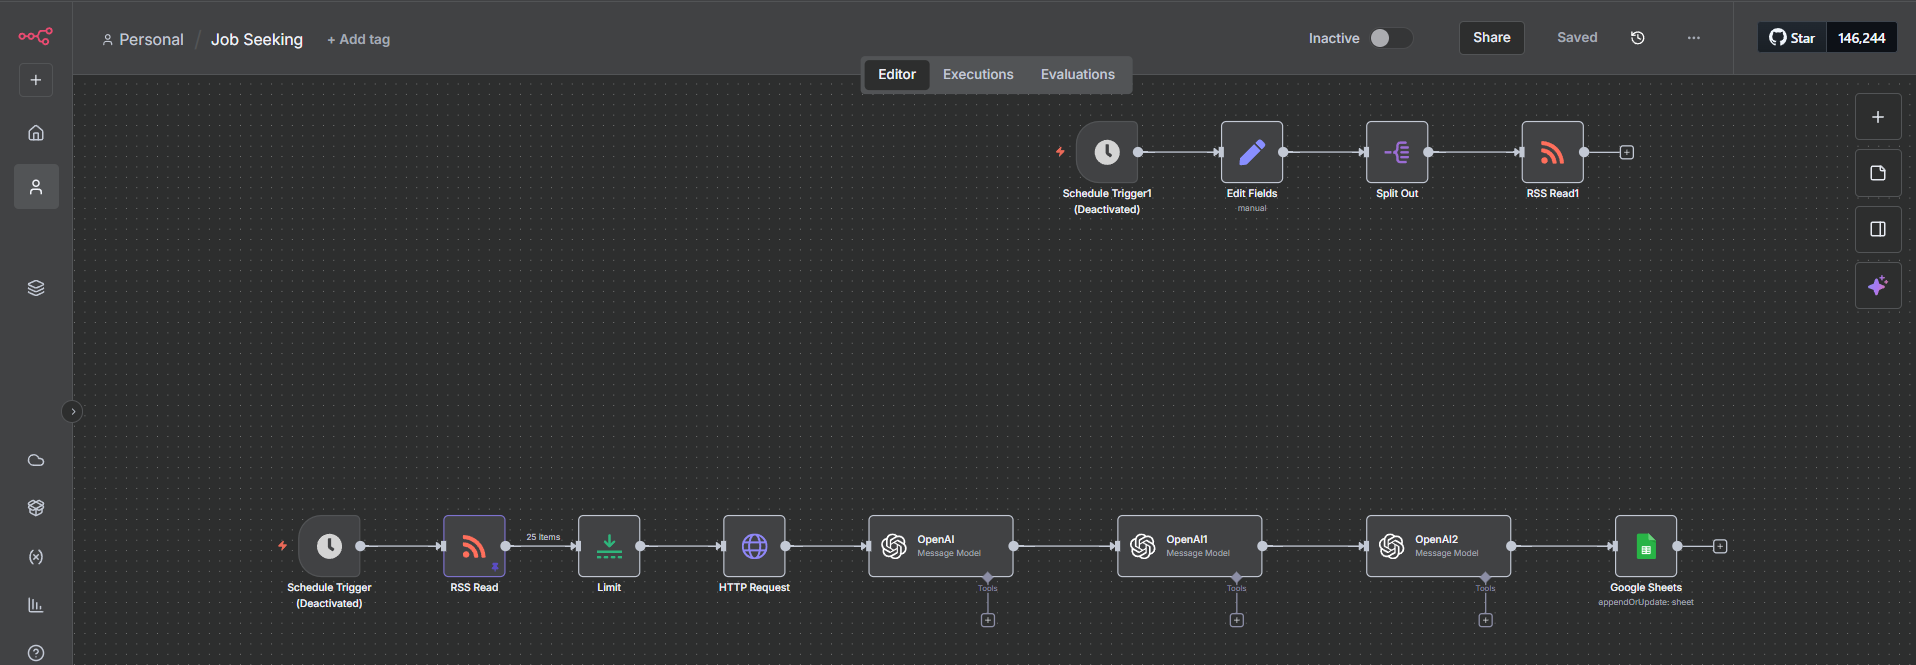 Personal / Job Seeking + Add tag
Inactive
Share
Saved
Star 146,244
Editor Executions Evaluations
Schedule Trigger1
(Deactivated)
Edit Fields
manual
Split Out
RSS Read1
25 items
OpenAI
Message Model
OpenAI1
Message Model
OpenAI2
Message Model
Schedule Trigger
(Deactivated)
RSS Read
Limit
HTTP Request
Tools
Tools
Tools
Google Sheets
appendOrUpdate: sheet